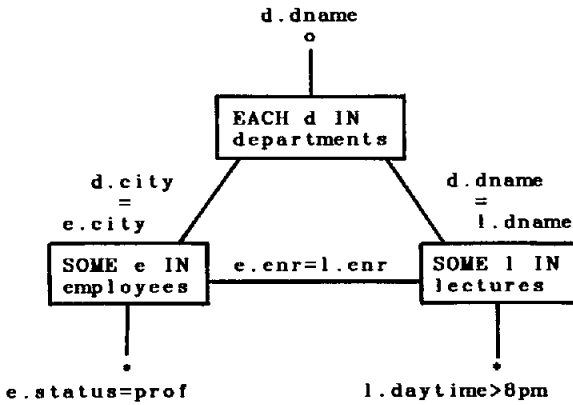 d.dname
EACH d IN
departments
d.city
=
e.city
d.dname
=
l.dname
SOME e IN
employees
e.enr=l.enr
SOME l IN
lectures
e.status=prof
l.daytime>8pm